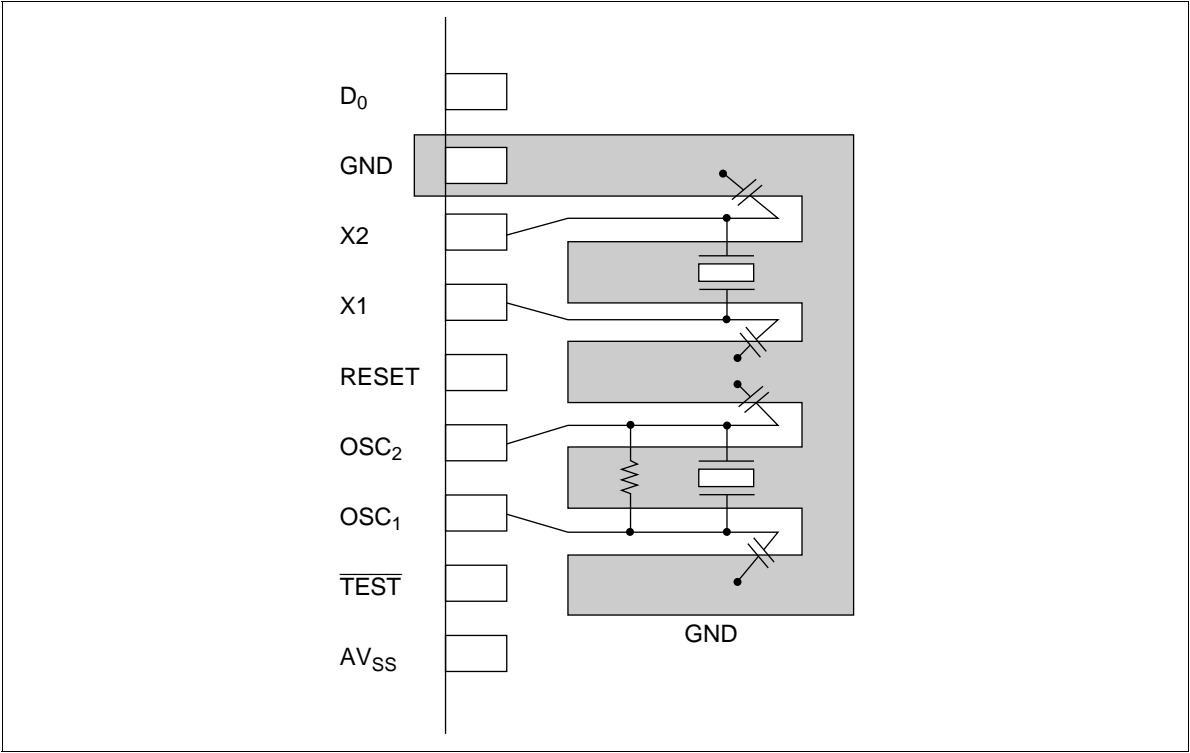 D0
GND
X2
X1
RESET
OSC2
OSC1
TEST
AVSS
GND